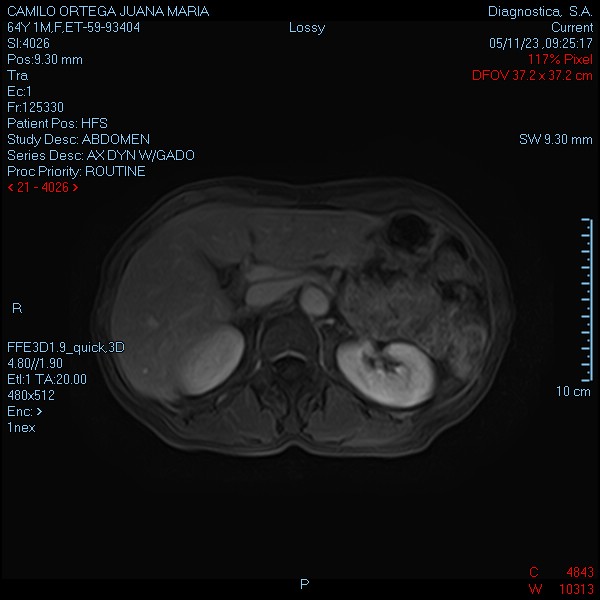 CAMILO ORTEGA JUANA MARIA
64Y 1M,F,ET-59-93404
Sl:4026
Pos:9.30 mm
Tra
Ec:1
Fr:125330
Patient Pos: HFS
Study Desc: ABDOMEN
Series Desc: AX DYN W/GADO
Proc Priority: ROUTINE
< 21 - 4026 >
Lossy
Diagnostica, S.A.
Current
05/11/23 ,09:25:17
117% Pixel
DFOV 37.2 x 37.2 cm
SW 9.30 mm
R
10 cm
FFE3D1.9_quick,3D
4.80//1.90
Etl:1 TA:20.00
480x512
Enc: >
1nex
P
C 4843
W 10313